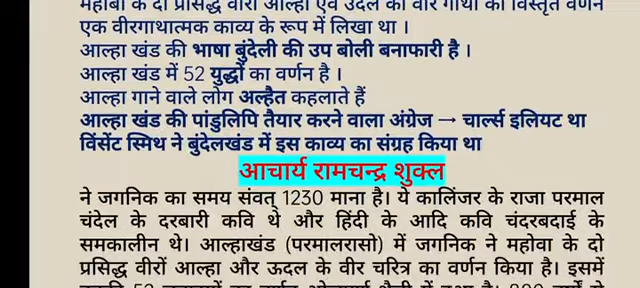 महोबा के दो प्रसिद्ध वीरों आल्हा एवं उदल की वीर गाथा का विस्तृत वर्णन
एक वीरगाथात्मक काव्य के रूप में लिखा था ।
आल्हा खंड की भाषा बुंदेली की उप बोली बनाफारी है ।
आल्हा खंड में 52 युद्धों का वर्णन है ।
आल्हा गाने वाले लोग अल्हैत कहलाते हैं
आल्हा खंड की पांडुलिपि तैयार करने वाला अंग्रेज → चार्ल्स इलियट था
विंसेंट स्मिथ ने बुंदेलखंड में इस काव्य का संग्रह किया था
आचार्य रामचन्द्र शुक्ल
ने जगनिक का समय संवत् 1230 माना है। ये कालिंजर के राजा परमाल
चंदेल के दरबारी कवि थे और हिंदी के आदि कवि चंदरबदाई के
समकालीन थे। आल्हाखंड (परमालरासो) में जगनिक ने महोवा के दो
प्रसिद्ध वीरों आल्हा और ऊदल के वीर चरित्र का वर्णन किया है। इसमें